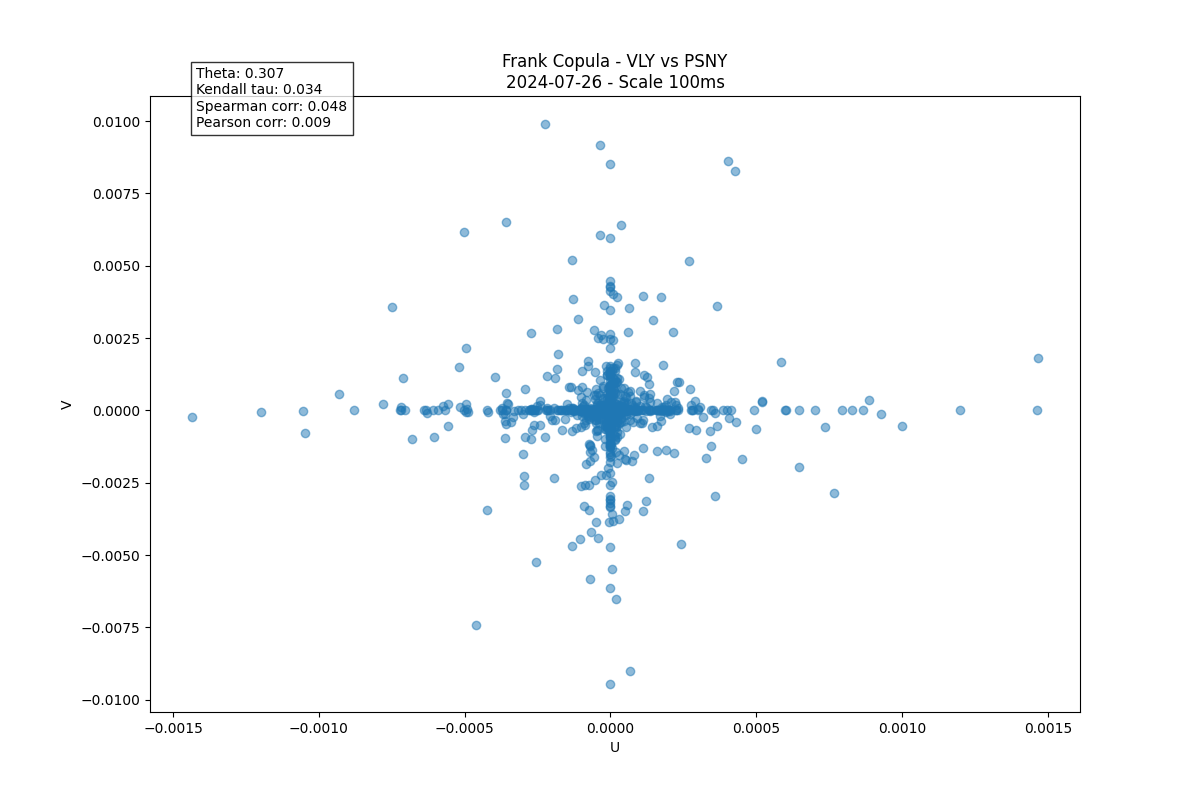 Frank Copula - VLY vs PSNY
2024-07-26 - Scale 100ms
Theta: 0.307
Kendall tau: 0.034
Spearman corr: 0.048
Pearson corr: 0.009
0.0100
0.0075
0.0050
0.0025
0.0000
−0.0025
−0.0050
−0.0075
−0.0100
V
−0.0015
−0.0010
−0.0005
0.0000
0.0005
0.0010
0.0015
U